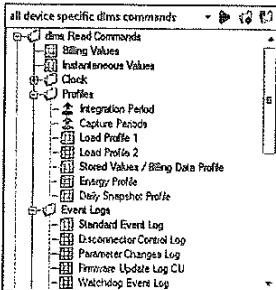 all device specific dlms commands
dlms Read Commands
Billing Values
Instantaneous Values
Clock
Profiles
Integration Period
Capture Periods
Load Profile 1
Load Profile 2
Stored Values / Billing Data Profile
Energy Profile
Daily Snapshot Profile
Event Logs
Standard Event Log
Disconnector Control Log
Parameter Changes Log
Firmware Update Log CU
Watchdog Event Log